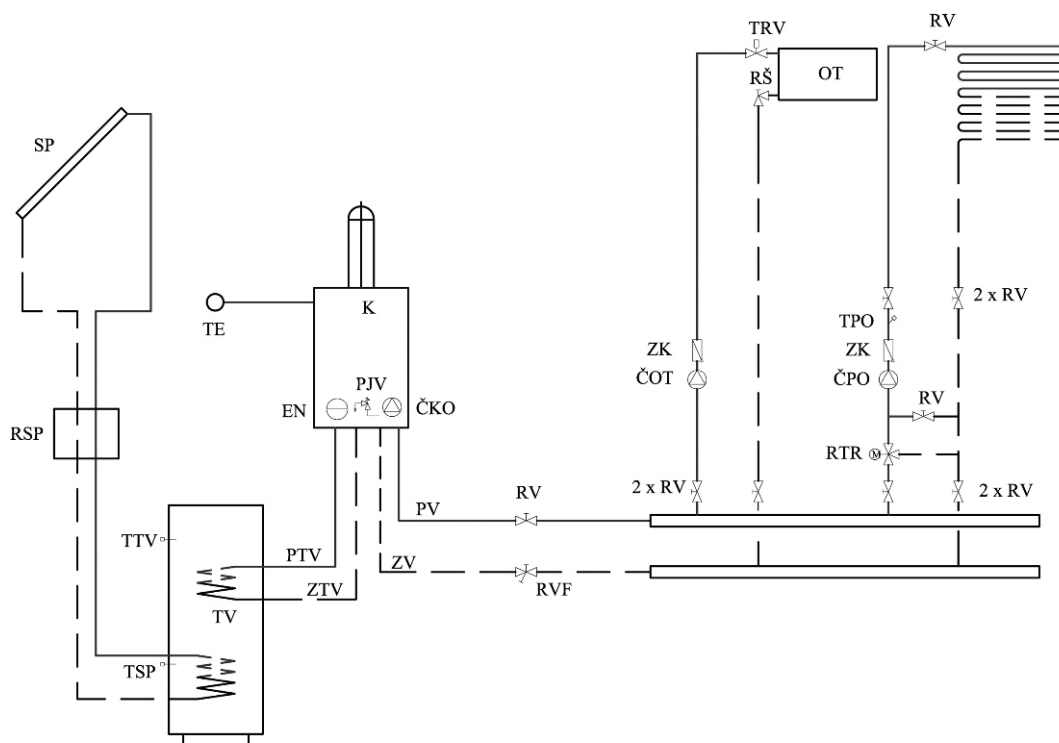 RV
TRV
RŠ
OT
SP
K
TE
2 x RV
TPO
ZK
ZK
ČOT
ČPO
PJV
EN
ČKO
RV
RSP
RTR
M
2 x RV
RV
2 x RV
PV
TTV
PTV
ZV
ZTV
RVF
TV
TSP